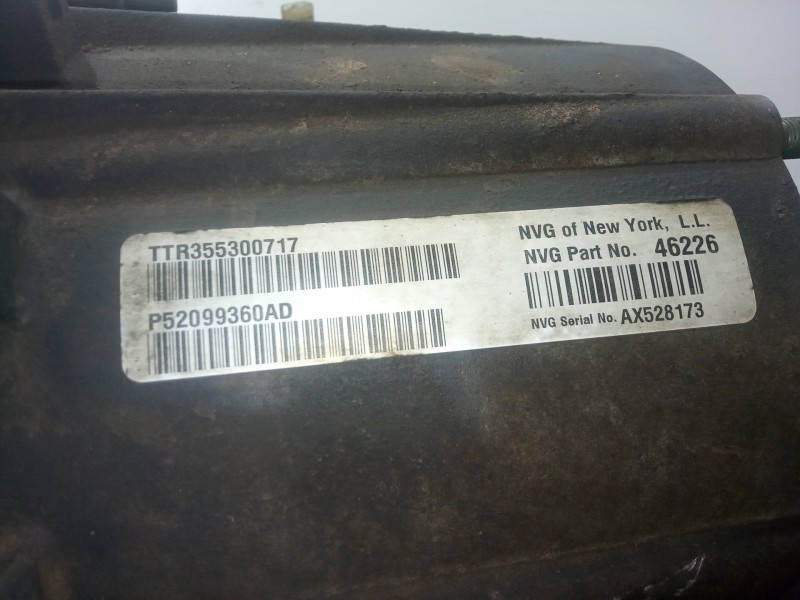 TTR355300717
P52099360AD
NVG of New York, L.L.
NVG Part No. 46226
NVG Serial No. AX528173